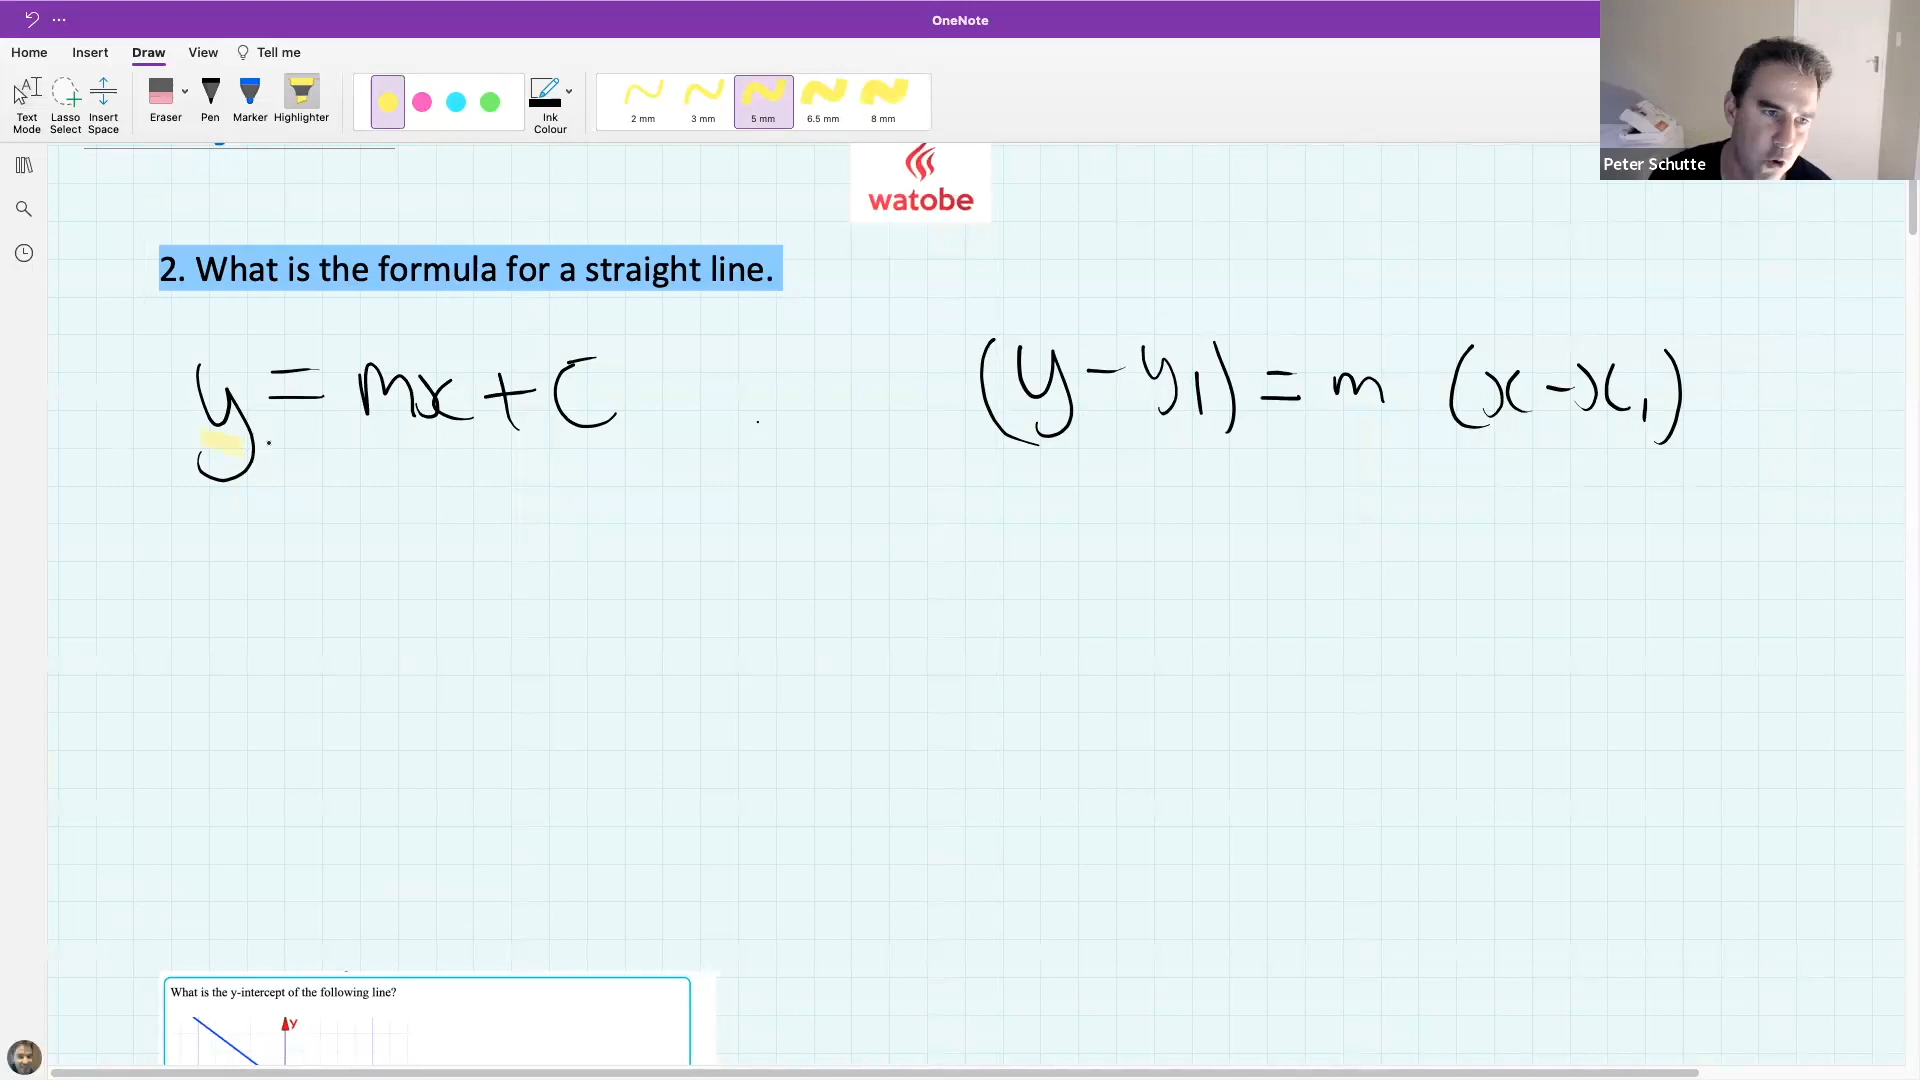 OneNote
Home Insert Draw View Tell me
Text Mode
Lasso Select
Insert Space
Eraser
Pen
Marker
Highlighter
Ink Colour
2 mm
3 mm
5 mm
6.5 mm
8 mm
Peter Schutte
watobe
2. What is the formula for a straight line.
y = mx + c
(y - y₁) = m (x - x₁)
What is the y-intercept of the following line?
y